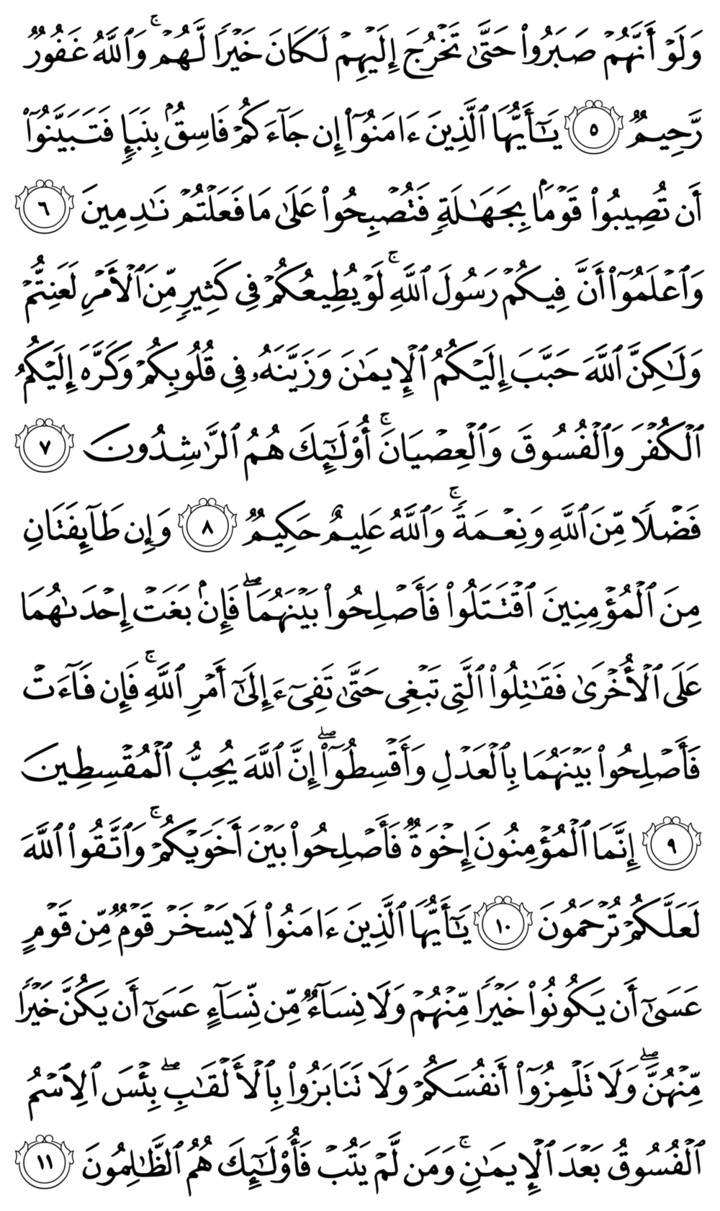 وَلَوۡ أَنَّهُمۡ صَبَرُواْ حَتَّىٰ تَخۡرُجَ إِلَيۡهِمۡ لَكَانَ خَيۡرٗا لَّهُمۡۚ وَٱللَّهُ غَفُورٞ
رَّحِيمٞ ٥ يَـٰٓأَيُّهَا ٱلَّذِينَ ءَامَنُوٓاْ إِن جَآءَكُمۡ فَاسِقُۢ بِنَبَإٖ فَتَبَيَّنُوٓاْ
أَن تُصِيبُواْ قَوۡمَۢا بِجَهَٰلَةٖ فَتُصۡبِحُواْ عَلَىٰ مَا فَعَلۡتُمۡ نَٰدِمِينَ ٦
وَٱعۡلَمُوٓاْ أَنَّ فِيكُمۡ رَسُولَ ٱللَّهِۚ لَوۡ يُطِيعُكُمۡ فِي كَثِيرٖ مِّنَ ٱلۡأَمۡرِ لَعَنِتُّمۡ
وَلَٰكِنَّ ٱللَّهَ حَبَّبَ إِلَيۡكُمُ ٱلۡإِيمَٰنَ وَزَيَّنَهُۥ فِي قُلُوبِكُمۡ وَكَرَّهَ إِلَيۡكُمُ
ٱلۡكُفۡرَ وَٱلۡفُسُوقَ وَٱلۡعِصۡيَانَۚ أُوْلَـٰٓئِكَ هُمُ ٱلرَّٰشِدُونَ ٧
فَضۡلٗا مِّنَ ٱللَّهِ وَنِعۡمَةٗۚ وَٱللَّهُ عَلِيمٌ حَكِيمٞ ٨ وَإِن طَآئِفَتَانِ
مِنَ ٱلۡمُؤۡمِنِينَ ٱقۡتَتَلُواْ فَأَصۡلِحُواْ بَيۡنَهُمَاۖ فَإِنۢ بَغَتۡ إِحۡدَىٰهُمَا
عَلَى ٱلۡأُخۡرَىٰ فَقَٰتِلُواْ ٱلَّتِي تَبۡغِي حَتَّىٰ تَفِيٓءَ إِلَىٰٓ أَمۡرِ ٱللَّهِۚ فَإِن فَآءَتۡ
فَأَصۡلِحُواْ بَيۡنَهُمَا بِٱلۡعَدۡلِ وَأَقۡسِطُوٓاْۖ إِنَّ ٱللَّهَ يُحِبُّ ٱلۡمُقۡسِطِينَ
٩ إِنَّمَا ٱلۡمُؤۡمِنُونَ إِخۡوَةٞ فَأَصۡلِحُواْ بَيۡنَ أَخَوَيۡكُمۡۚ وَٱتَّقُواْ ٱللَّهَ
لَعَلَّكُمۡ تُرۡحَمُونَ ١٠ يَـٰٓأَيُّهَا ٱلَّذِينَ ءَامَنُواْ لَا يَسۡخَرۡ قَوۡمٞ مِّن قَوۡمٍ
عَسَىٰٓ أَن يَكُونُواْ خَيۡرٗا مِّنۡهُمۡ وَلَا نِسَآءٞ مِّن نِّسَآءٍ عَسَىٰٓ أَن يَكُنَّ خَيۡرٗا
مِّنۡهُنَّۖ وَلَا تَلۡمِزُوٓاْ أَنفُسَكُمۡ وَلَا تَنَابَزُواْ بِٱلۡأَلۡقَٰبِۖ بِئۡسَ ٱلِٱسۡمُ
ٱلۡفُسُوقُ بَعۡدَ ٱلۡإِيمَٰنِۚ وَمَن لَّمۡ يَتُبۡ فَأُوْلَـٰٓئِكَ هُمُ ٱلظَّٰلِمُونَ ١١